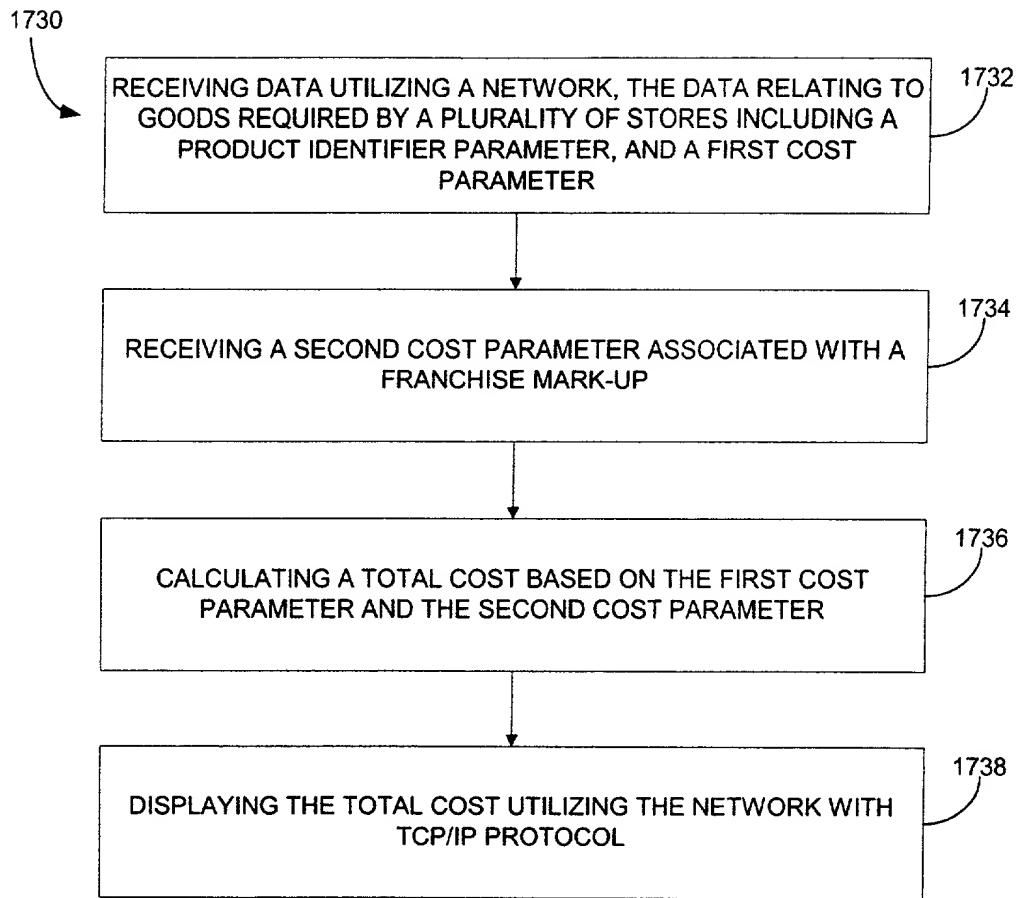 1730
RECEIVING DATA UTILIZING A NETWORK, THE DATA RELATING TO
GOODS REQUIRED BY A PLURALITY OF STORES INCLUDING A
PRODUCT IDENTIFIER PARAMETER, AND A FIRST COST
PARAMETER
1732
RECEIVING A SECOND COST PARAMETER ASSOCIATED WITH A
FRANCHISE MARK-UP
1734
CALCULATING A TOTAL COST BASED ON THE FIRST COST
PARAMETER AND THE SECOND COST PARAMETER
1736
DISPLAYING THE TOTAL COST UTILIZING THE NETWORK WITH
TCP/IP PROTOCOL
1738